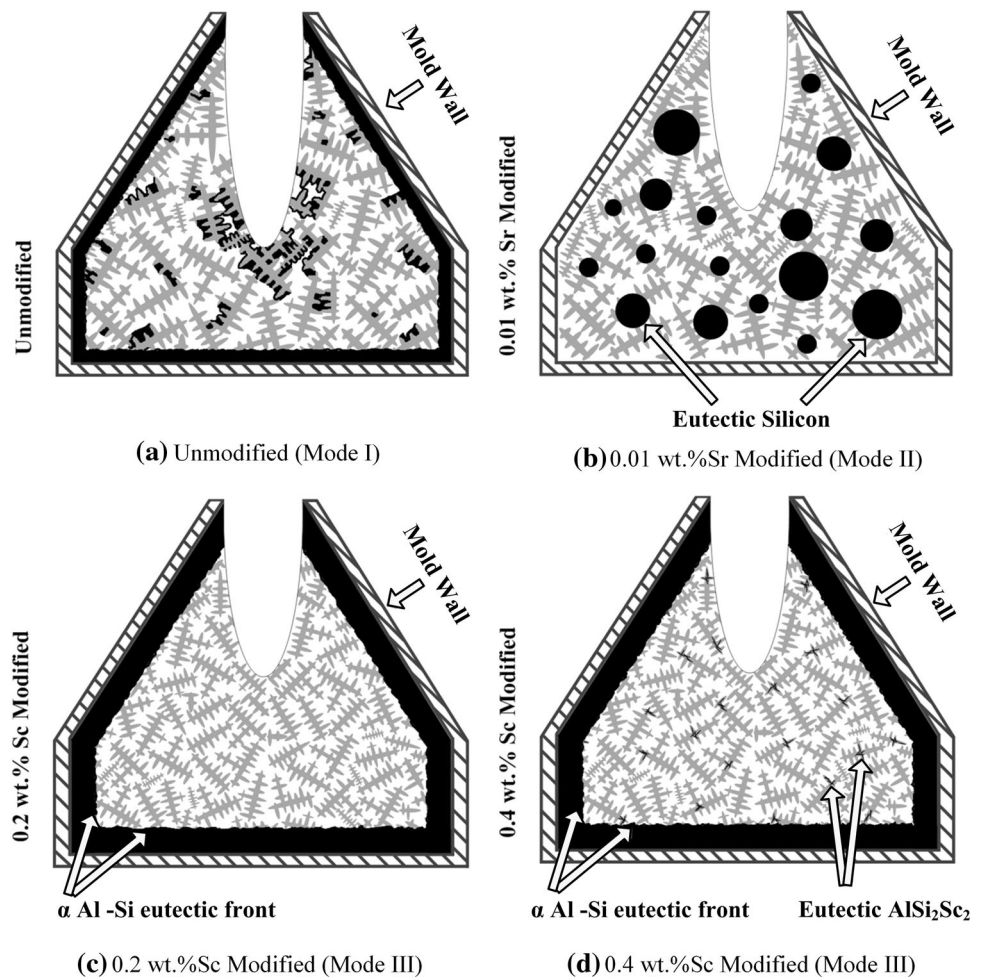 Unmodified
Mold Wall
(a) Unmodified (Mode I)
0.01 wt.% Sr Modified
Mold Wall
Eutectic Silicon
(b) 0.01 wt.%Sr Modified (Mode II)
0.2 wt.% Sc Modified
Mold Wall
α Al -Si eutectic front
(c) 0.2 wt.%Sc Modified (Mode III)
0.4 wt.% Sc Modified
Mold Wall
α Al -Si eutectic front
Eutectic AlSi₂Sc₂
(d) 0.4 wt.%Sc Modified (Mode III)